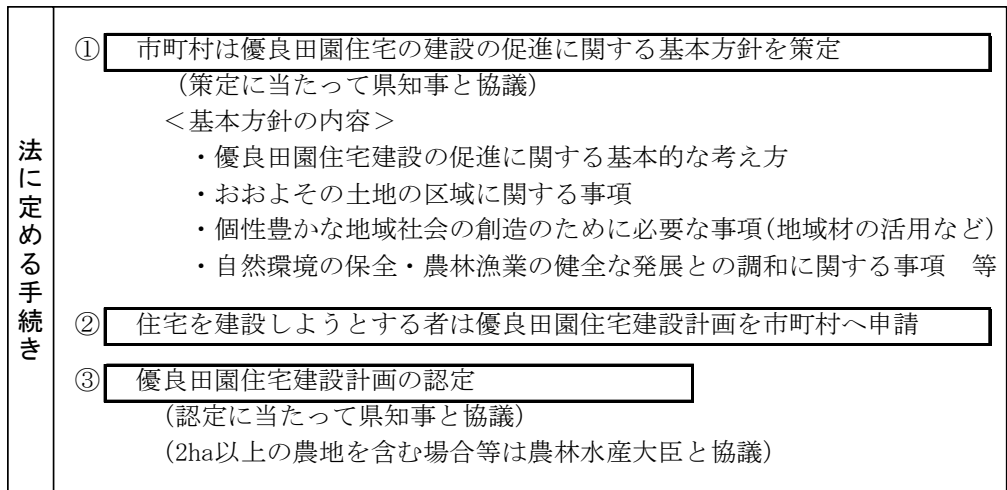 法に定める手続き
① 市町村は優良田園住宅の建設の促進に関する基本方針を策定
(策定に当たって県知事と協議)
＜基本方針の内容＞
・優良田園住宅建設の促進に関する基本的な考え方
・おおよその土地の区域に関する事項
・個性豊かな地域社会の創造のために必要な事項(地域材の活用など)
・自然環境の保全・農林漁業の健全な発展との調和に関する事項　等
② 住宅を建設しようとする者は優良田園住宅建設計画を市町村へ申請
③ 優良田園住宅建設計画の認定
(認定に当たって県知事と協議)
(2ha以上の農地を含む場合等は農林水産大臣と協議)